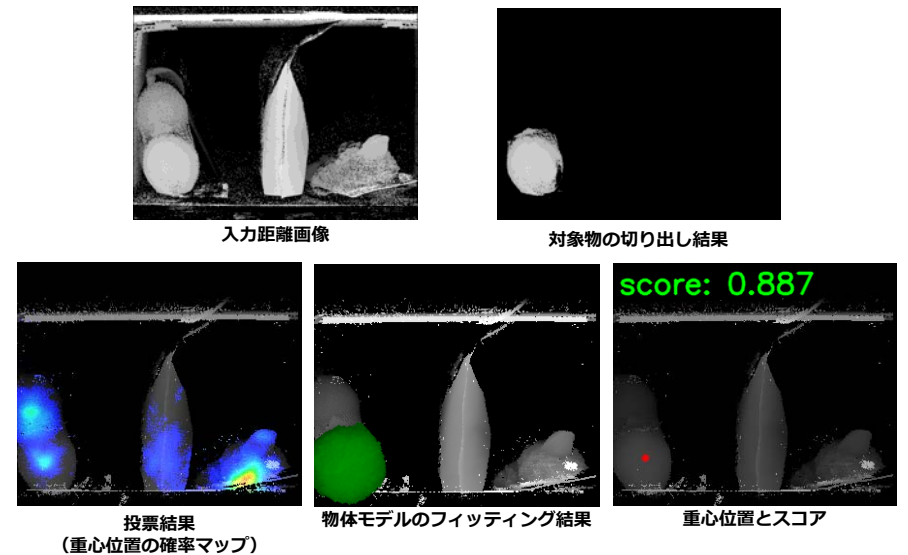 入力距離画像
対象物の切り出し結果
score: 0.887
投票結果
（重心位置の確率マップ）
物体モデルのフィッティング結果
重心位置とスコア